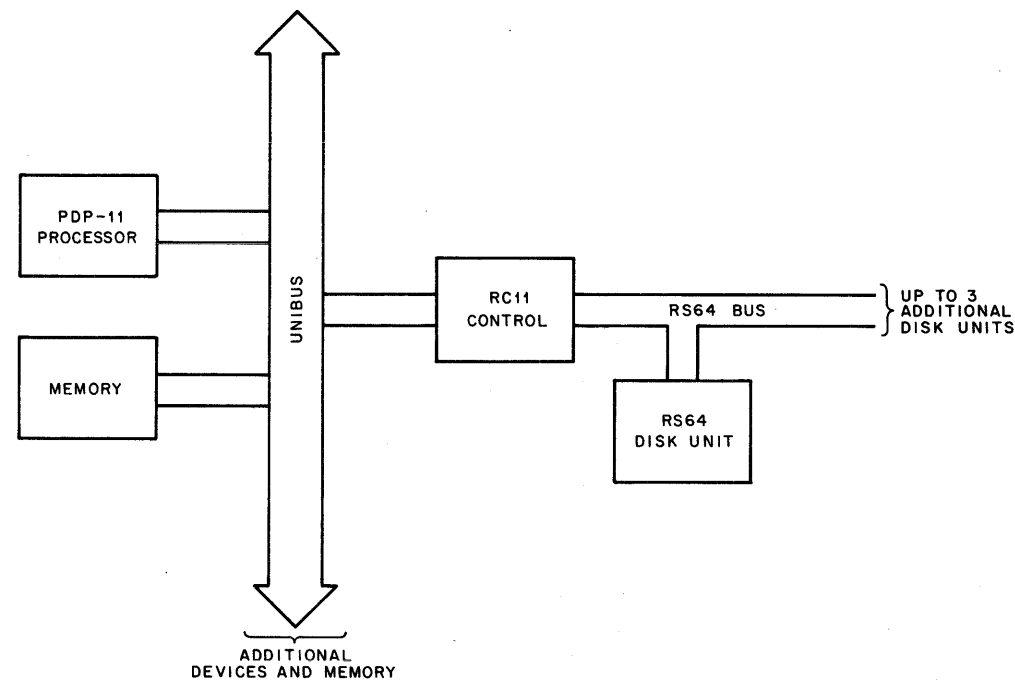 PDP-11
PROCESSOR
MEMORY
UNIBUS
RC11
CONTROL
RS64 BUS
UP TO 3
ADDITIONAL
DISK UNITS
RS64
DISK UNIT
ADDITIONAL
DEVICES AND MEMORY